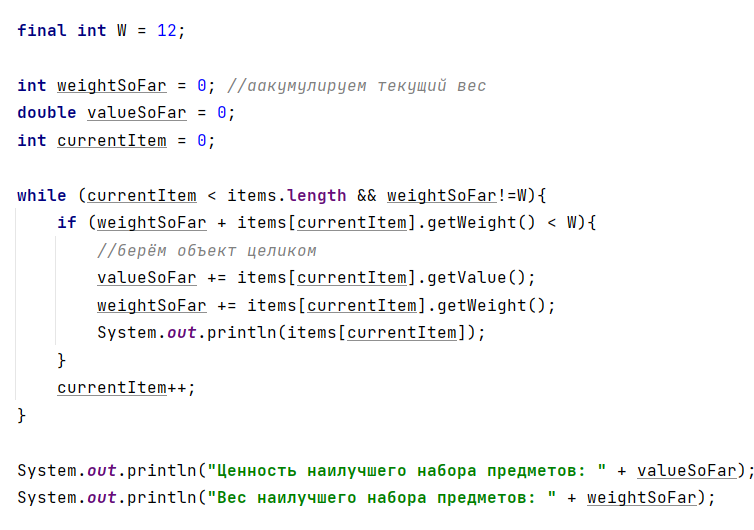 final int W = 12;
int weightSoFar = 0; //аакумулируем текущий вес
double valueSoFar = 0;
int currentItem = 0;
while (currentItem < items.length && weightSoFar!=W){
if (weightSoFar + items[currentItem].getWeight() < W){
//берём объект целиком
valueSoFar += items[currentItem].getValue();
weightSoFar += items[currentItem].getWeight();
System.out.println(items[currentItem]);
}
currentItem++;
}
System.out.println("Ценность наилучшего набора предметов: " + valueSoFar);
System.out.println("Вес наилучшего набора предметов: " + weightSoFar);